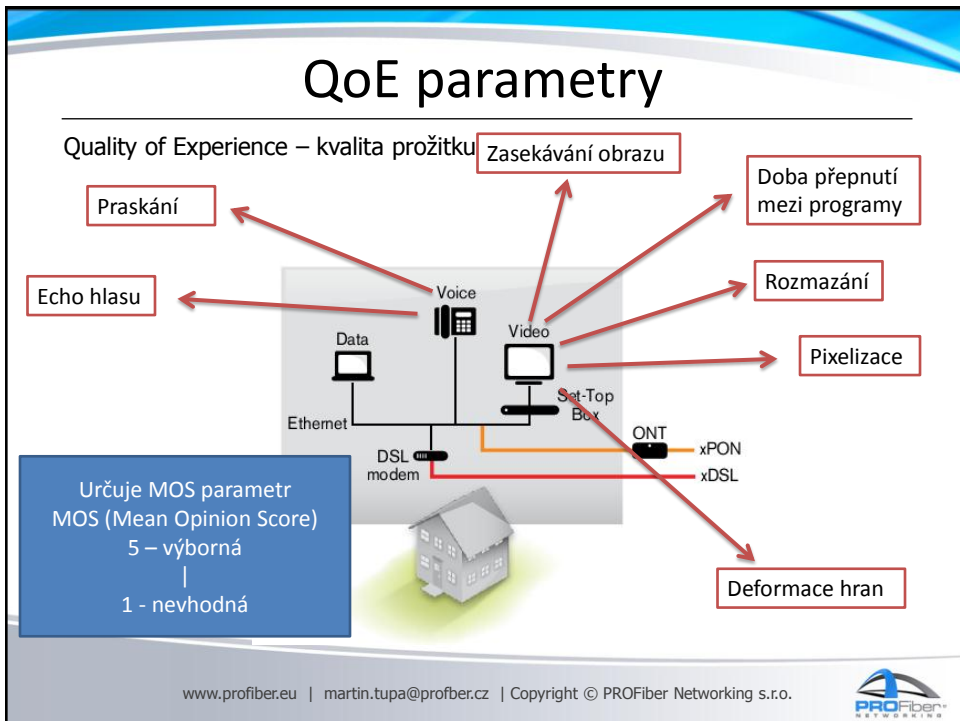 QoE parametry
Quality of Experience – kvalita prožitku
Zasekávání obrazu
Doba přepnutí
mezi programy
Praskání
Rozmazání
Echo hlasu
Voice
Data
Video
Pixelizace
Set-Top
Box
Ethernet
ONT
xPON
DSL
modem
xDSL
Určuje MOS parametr
MOS (Mean Opinion Score)
5 – výborná
|
1 - nevhodná
Deformace hran
www.profiber.eu | martin.tupa@profber.cz | Copyright © PROFiber Networking s.r.o.
PROFiber
NETWORKING